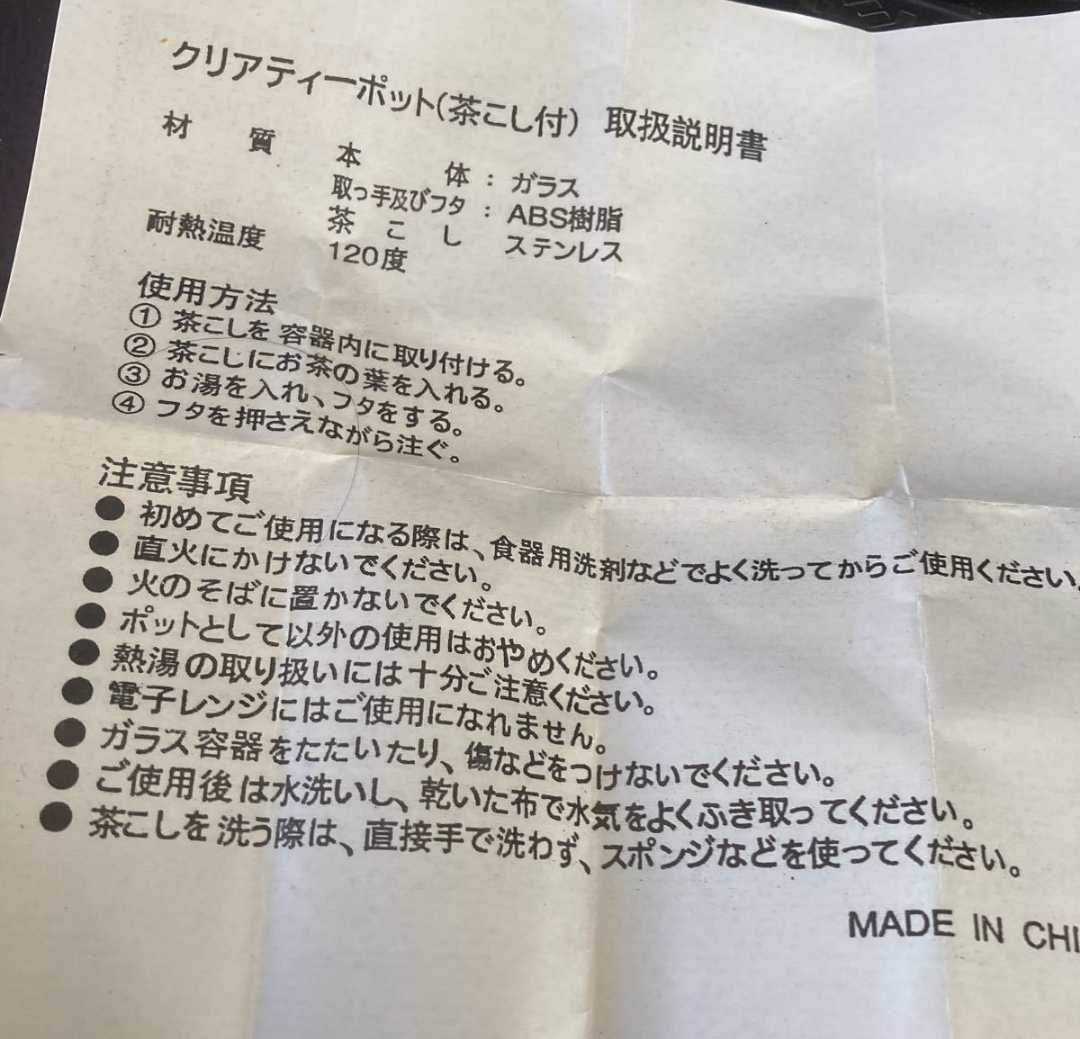 クリアティーポット(茶こし付) 取扱説明書
材 質 本 体 : ガラス
取っ手及びフタ : ABS樹脂
茶 こ し ステンレス
耐熱温度 120度
使用方法
① 茶こしを 容器内に取り付ける。
② 茶こしにお茶の葉を入れる。
③ お湯を入れ、フタをする。
④ フタを押さえながら注ぐ。
注意事項
● 初めてご使用になる際は、食器用洗剤などでよく洗ってからご使用ください。
● 直火にかけないでください。
● 火のそばに置かないでください。
● ポットとして以外の使用はおやめください。
● 熱湯の取り扱いには十分ご注意ください。
● 電子レンジにはご使用になれません。
● ガラス容器をたたいたり、傷などをつけないでください。
● ご使用後は水洗いし、乾いた布で水気をよくふき取ってください。
● 茶こしを洗う際は、直接手で洗わず、スポンジなどを使ってください。
MADE IN CHI